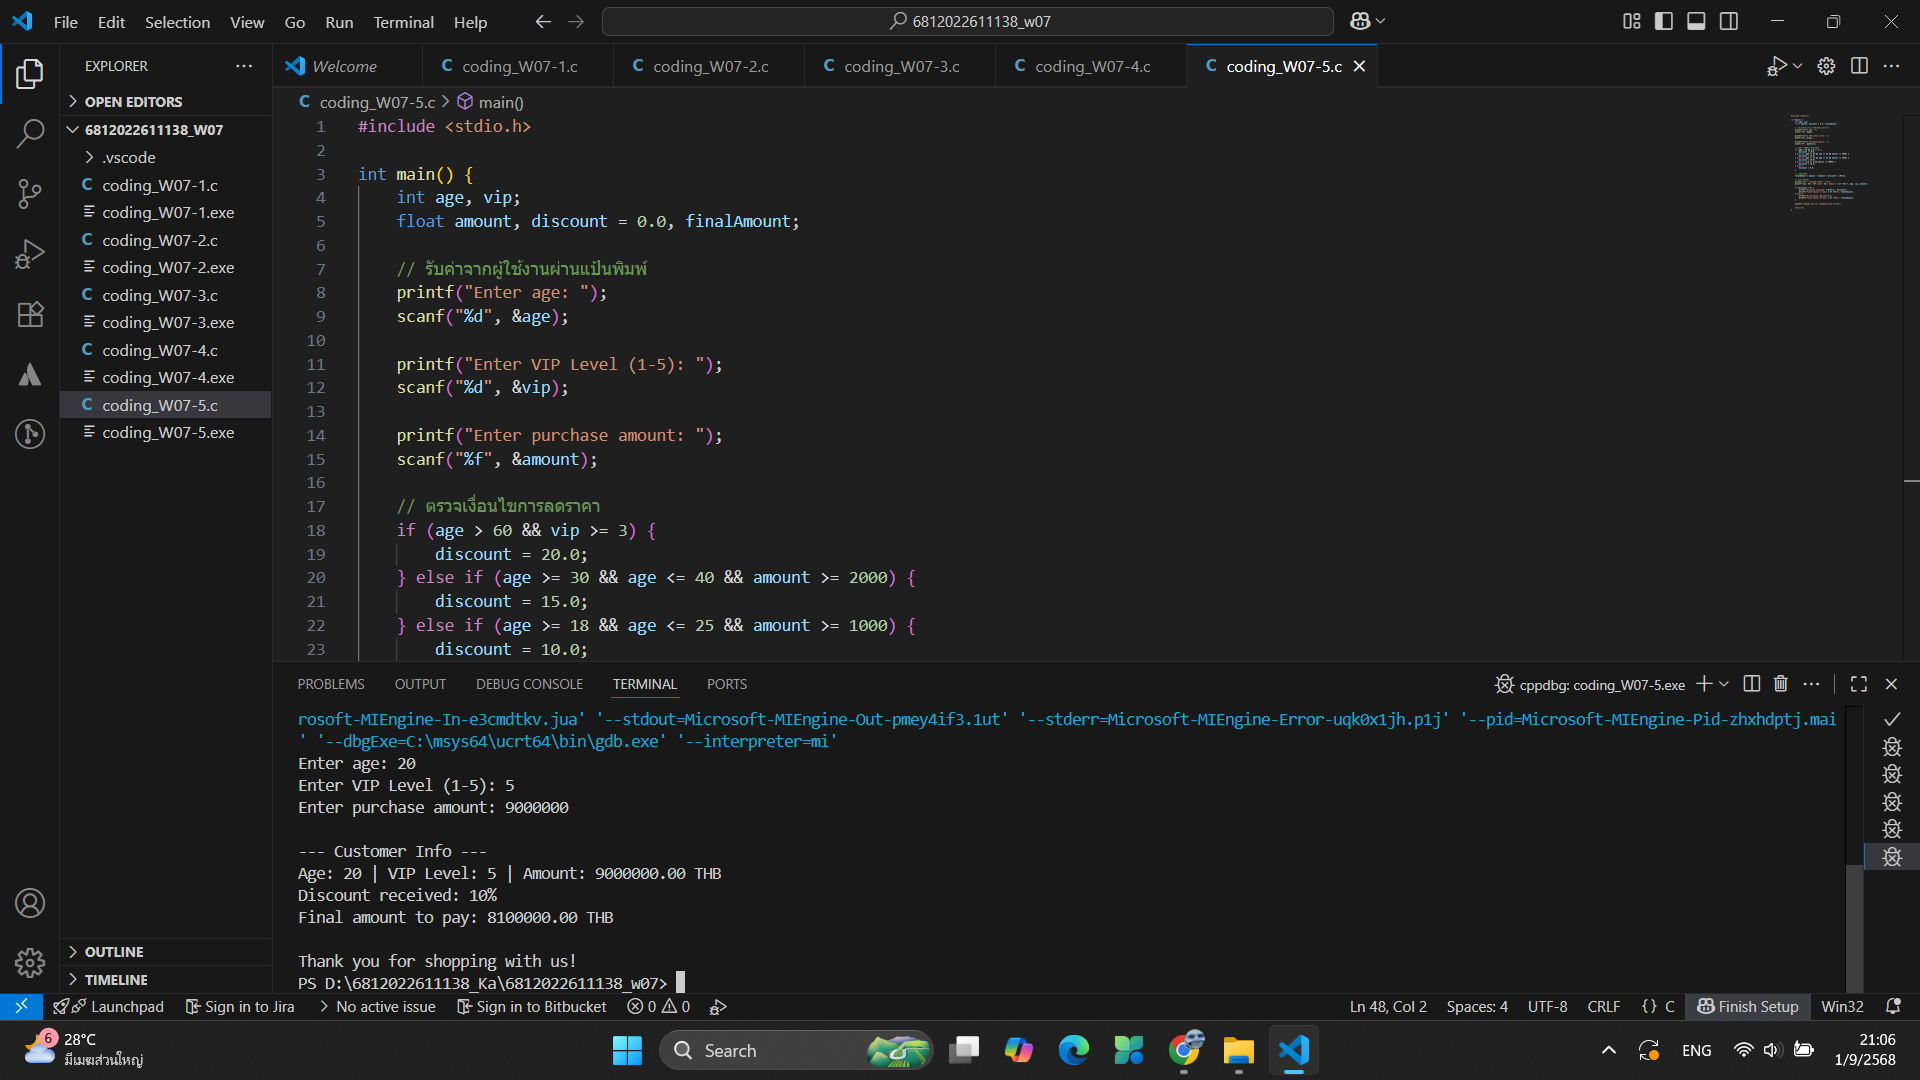 File Edit Selection View Go Run Terminal Help
6812022611138_w07
EXPLORER
OPEN EDITORS
6812022611138_W07
.vscode
C coding_W07-1.c
coding_W07-1.exe
C coding_W07-2.c
coding_W07-2.exe
C coding_W07-3.c
coding_W07-3.exe
C coding_W07-4.c
coding_W07-4.exe
C coding_W07-5.c
coding_W07-5.exe
OUTLINE
TIMELINE
Welcome C coding_W07-1.c C coding_W07-2.c C coding_W07-3.c C coding_W07-4.c C coding_W07-5.c
C coding_W07-5.c > main()
1 #include <stdio.h>
2
3 int main() {
4 int age, vip;
5 float amount, discount = 0.0, finalAmount;
6
7 // รับค่าจากผู้ใช้งานผ่านแป้นพิมพ์
8 printf("Enter age: ");
9 scanf("%d", &age);
10
11 printf("Enter VIP Level (1-5): ");
12 scanf("%d", &vip);
13
14 printf("Enter purchase amount: ");
15 scanf("%f", &amount);
16
17 // ตรวจเงื่อนไขการลดราคา
18 if (age > 60 && vip >= 3) {
19 discount = 20.0;
20 } else if (age >= 30 && age <= 40 && amount >= 2000) {
21 discount = 15.0;
22 } else if (age >= 18 && age <= 25 && amount >= 1000) {
23 discount = 10.0;
PROBLEMS OUTPUT DEBUG CONSOLE TERMINAL PORTS
cppdbg: coding_W07-5.exe
rosoft-MIEngine-In-e3cmdtkv.jua' '--stdout=Microsoft-MIEngine-Out-pmey4if3.1ut' '--stderr=Microsoft-MIEngine-Error-uqk0x1jh.p1j' '--pid=Microsoft-MIEngine-Pid-zhxhdptj.mai
' '--dbgExe=C:\msys64\ucrt64\bin\gdb.exe' '--interpreter=mi'
Enter age: 20
Enter VIP Level (1-5): 5
Enter purchase amount: 9000000
--- Customer Info ---
Age: 20 | VIP Level: 5 | Amount: 9000000.00 THB
Discount received: 10%
Final amount to pay: 8100000.00 THB
Thank you for shopping with us!
PS D:\6812022611138_Ka\6812022611138_w07>
Launchpad Sign in to Jira > No active issue Sign in to Bitbucket 0 0
Ln 48, Col 2 Spaces: 4 UTF-8 CRLF {} C Finish Setup Win32
6
28°C
มีเมฆส่วนใหญ่
Search
ENG
21:06
1/9/2568